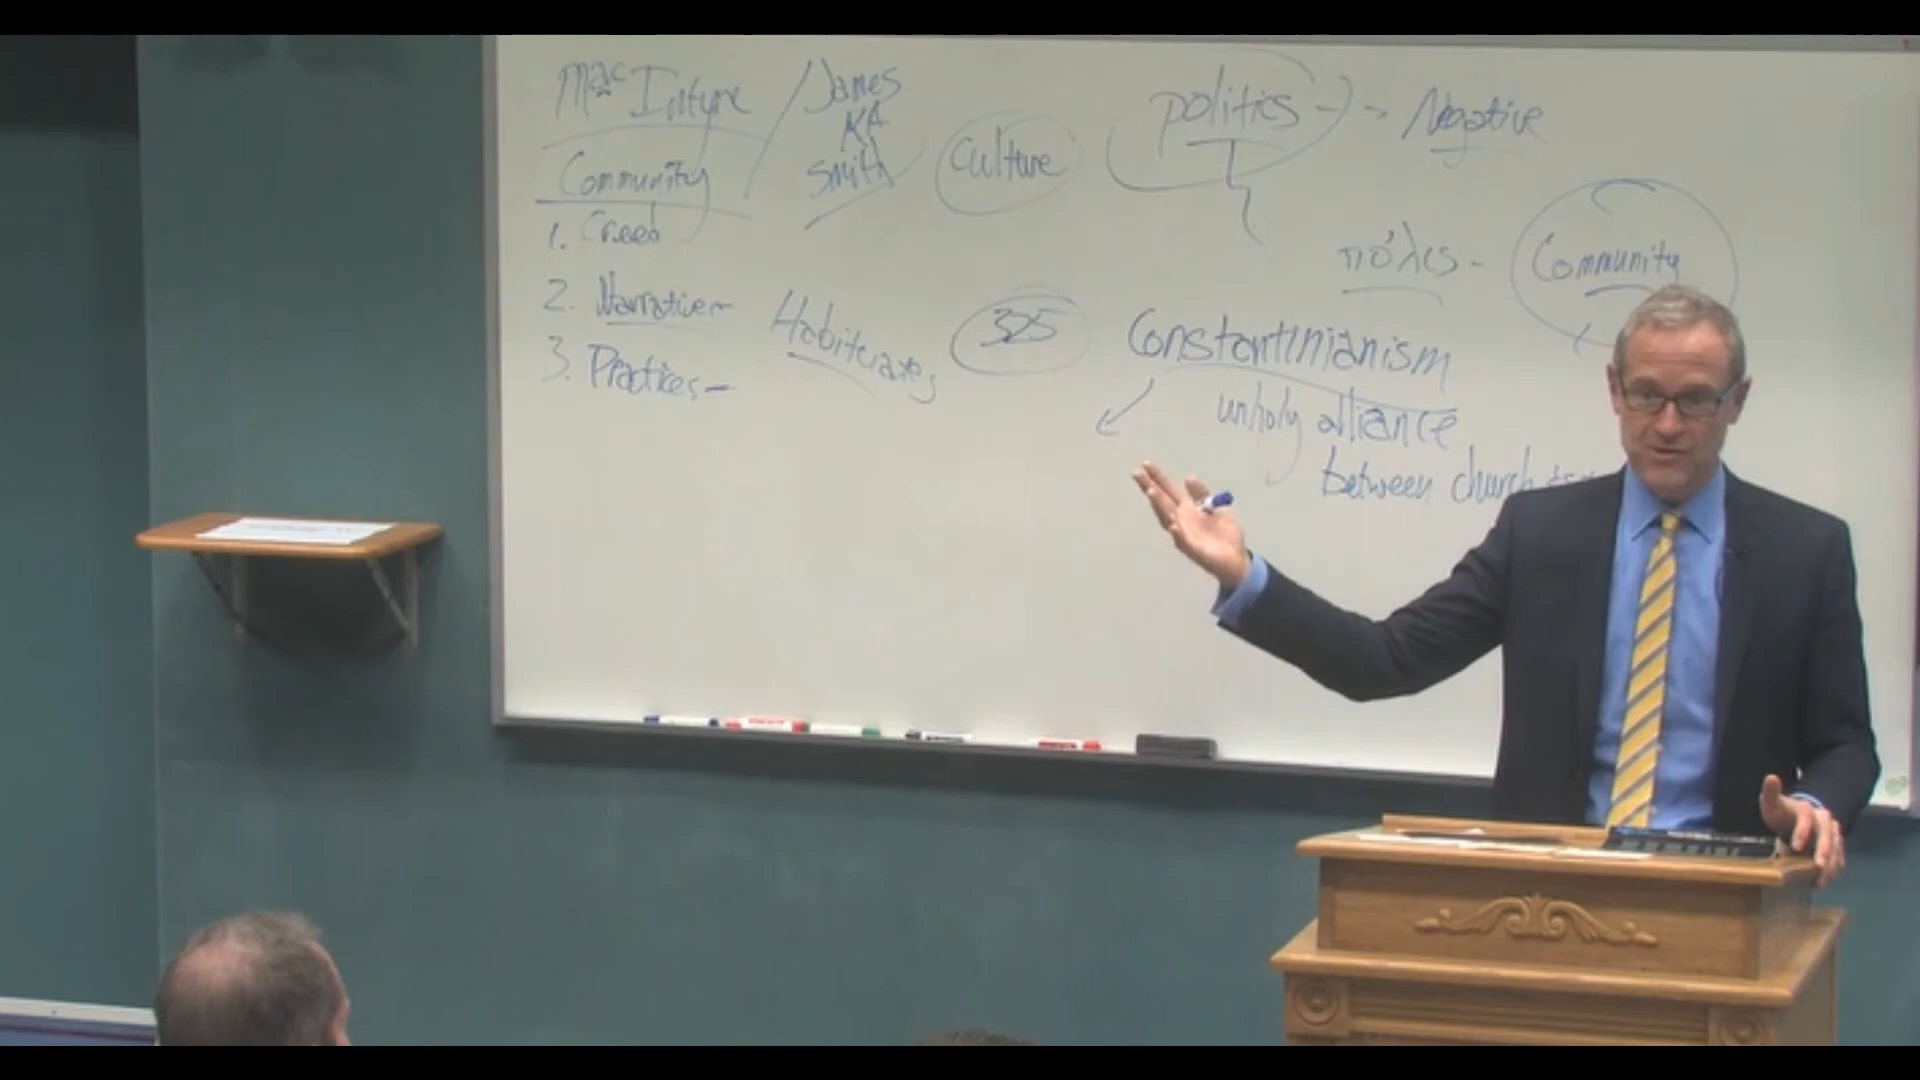 MacIntyre / James
KA
Smith
Community
1. Creed
2. Narrative –
3. Practices –
Habituates
Culture
325
politics - Negative
πόλις - Community
Constantinianism
unholy alliance
between church